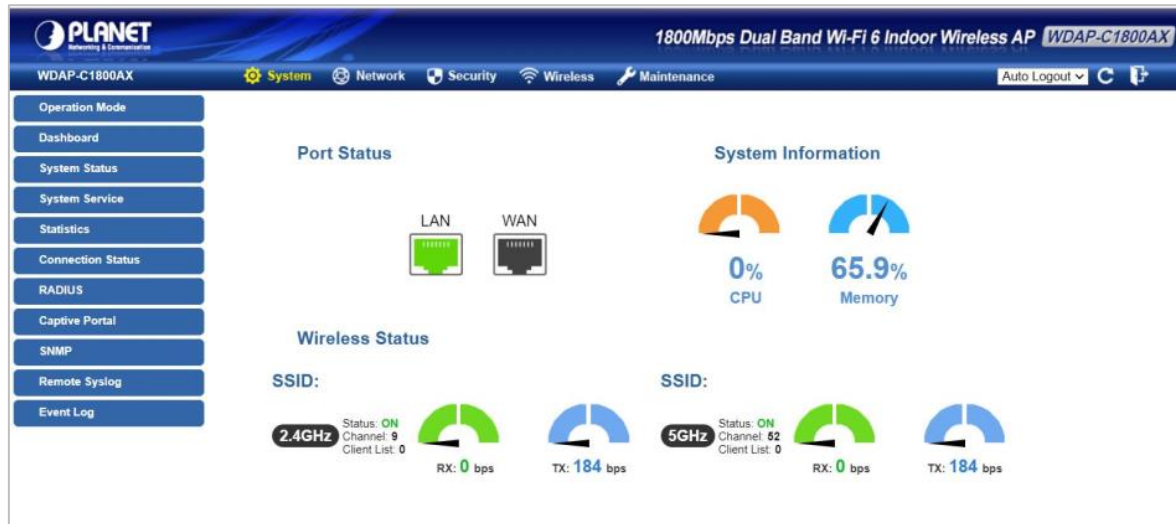 PLANET
Networking & Communication
1800Mbps Dual Band Wi-Fi 6 Indoor Wireless AP WDAP-C1800AX
WDAP-C1800AX
System
Network
Security
Wireless
Maintenance
Auto Logout
Operation Mode
Dashboard
System Status
System Service
Statistics
Connection Status
RADIUS
Captive Portal
SNMP
Remote Syslog
Event Log
Port Status
LAN
WAN
System Information
0%
CPU
65.9%
Memory
Wireless Status
SSID:
2.4GHz
Status: ON
Channel: 9
Client List: 0
RX: 0 bps
TX: 184 bps
SSID:
5GHz
Status: ON
Channel: 52
Client List: 0
RX: 0 bps
TX: 184 bps